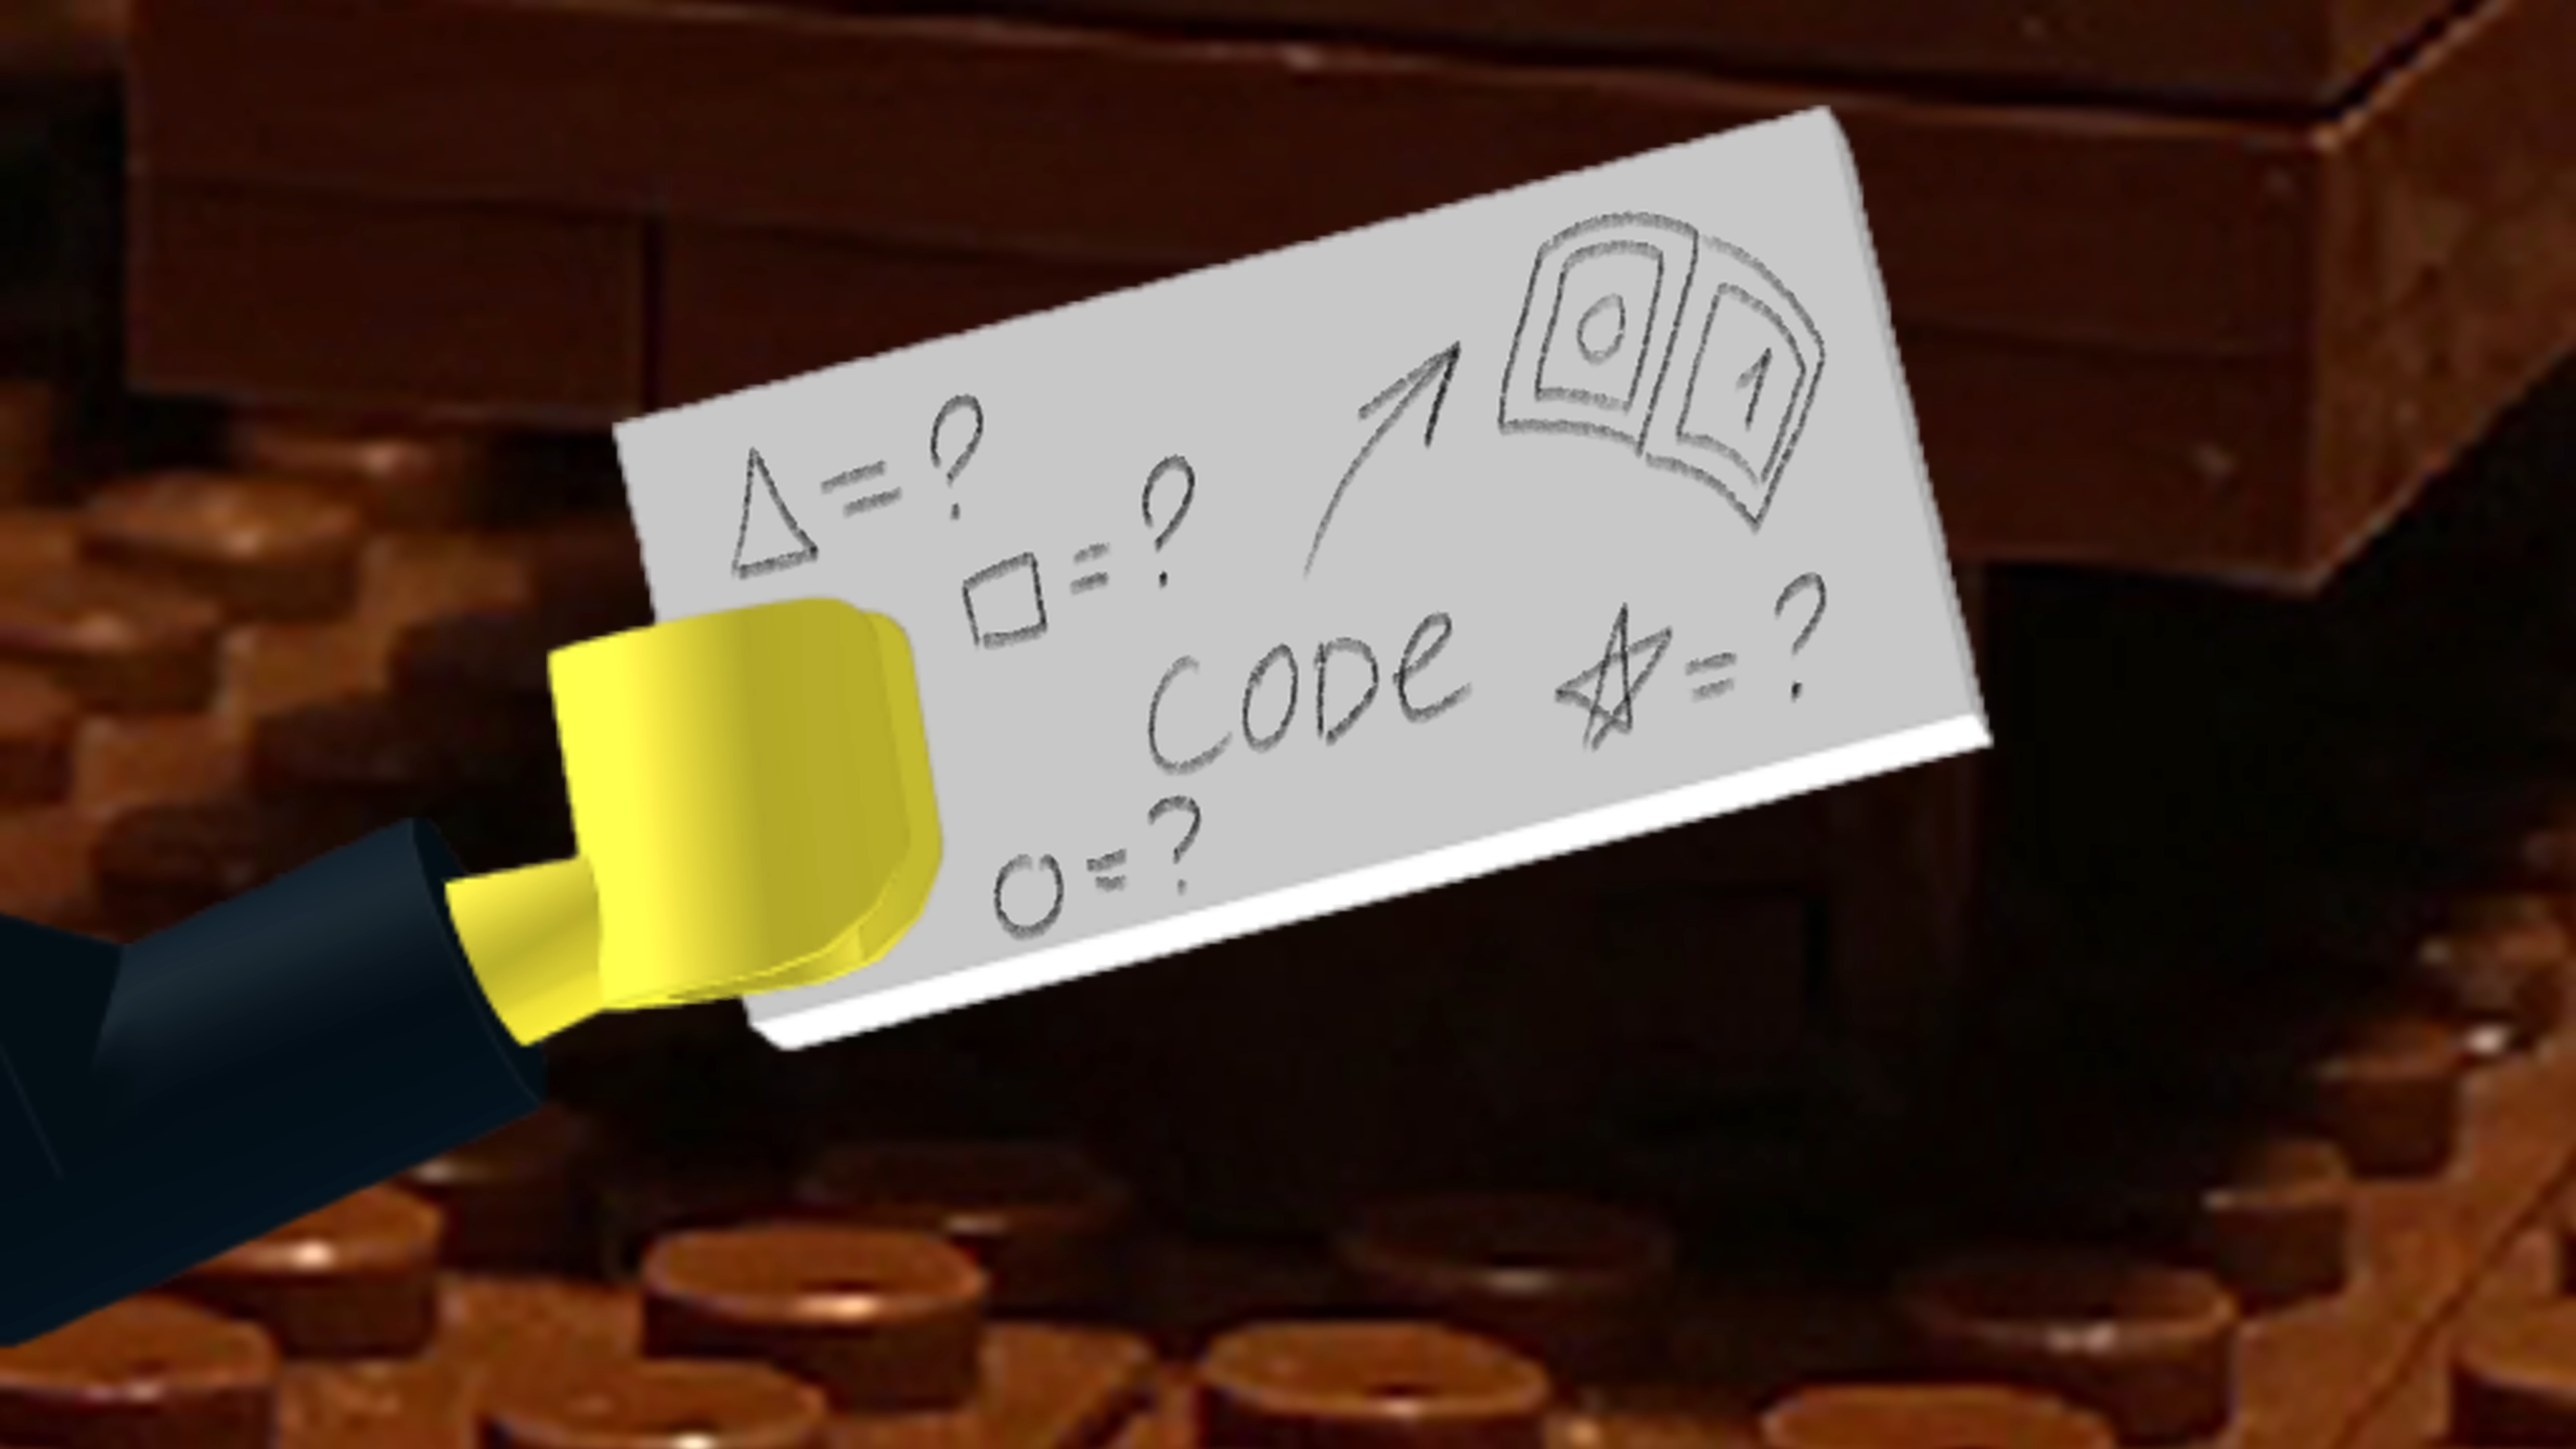 0 1
△ = ?
□ = ?
CODe
☆ = ?
○ = ?